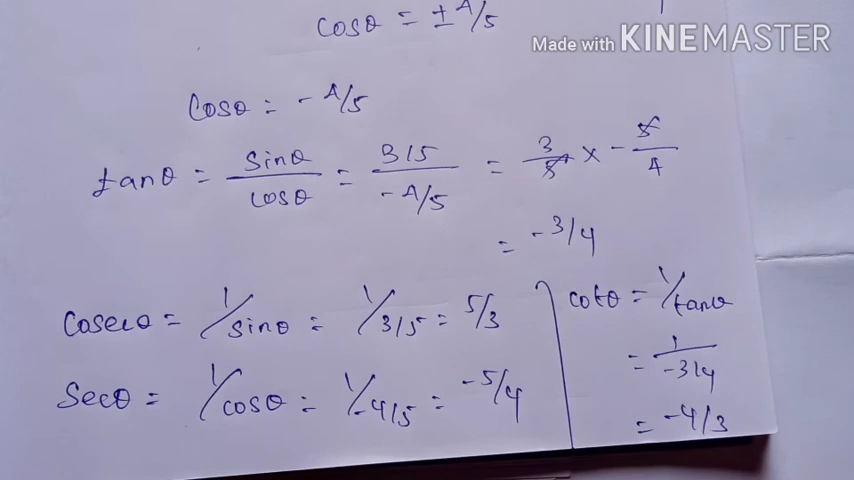 cosθ = ±4/5
Made with KINEMASTER
Cosθ = -4/5
tanθ = sinθ/cosθ = 3/5/-4/5 = 3/5 × -5/4
= -3/4
Cosecθ = 1/sinθ = 1/3/5 = 5/3
Secθ = 1/cosθ = 1/-4/5 = -5/4
cotθ = 1/tanθ
= 1/-3/4
= -4/3